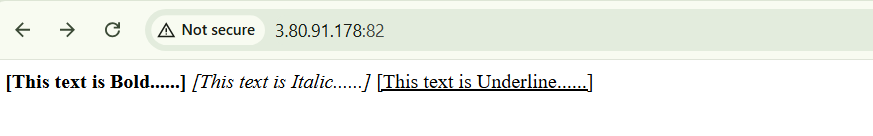 Not secure 3.80.91.178:82
[This text is Bold......] [This text is Italic......] [This text is Underline......]